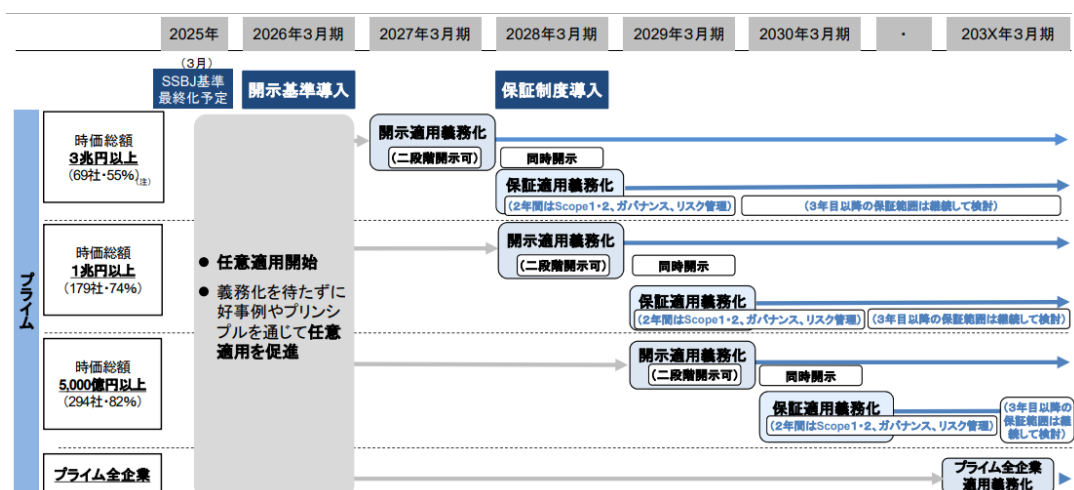 2025年
2026年3月期
2027年3月期
2028年3月期
2029年3月期
2030年3月期
・
203X年3月期
（3月）
SSBJ基準
最終化予定
開示基準導入
保証制度導入
プライム
時価総額
3兆円以上
(69社・55%)
(注)
開示適用義務化
(二段階開示可)
同時開示
保証適用義務化
(2年間はScope1・2、ガバナンス、リスク管理)
(3年目以降の保証範囲は継続して検討)
● 任意適用開始
● 義務化を待たずに
好事例やプリンシ
プルを通じて任意
適用を促進
時価総額
1兆円以上
(179社・74%)
開示適用義務化
(二段階開示可)
同時開示
保証適用義務化
(2年間はScope1・2、ガバナンス、リスク管理)
(3年目以降の保証範囲は継続して検討)
時価総額
5,000億円以上
(294社・82%)
開示適用義務化
(二段階開示可)
同時開示
保証適用義務化
(2年間はScope1・2、ガバナンス、リスク管理)
(3年目以降の
保証範囲は継
続して検討)
プライム全企業
プライム全企業
適用義務化